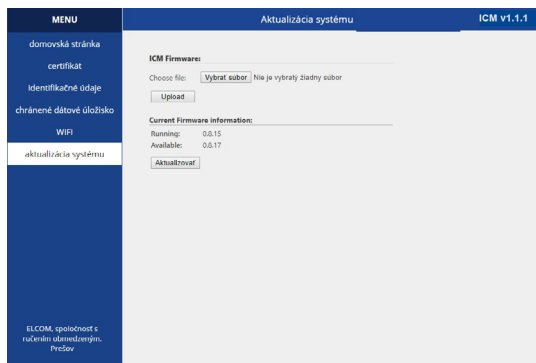 MENU
Aktualizácia systému
ICM v1.1.1
domovská stránka
certifikát
Identifikačné údaje
chránené dátové úložisko
WIFI
aktualizácia systému
ICM Firmware:
Choose file: Vybrať súbor Nie je vybratý žiadny súbor
Upload
Current Firmware information:
Running: 0.8.15
Available: 0.8.17
Aktualizovať
ELCOM, spoločnosť s
ručením obmedzeným,
Prešov